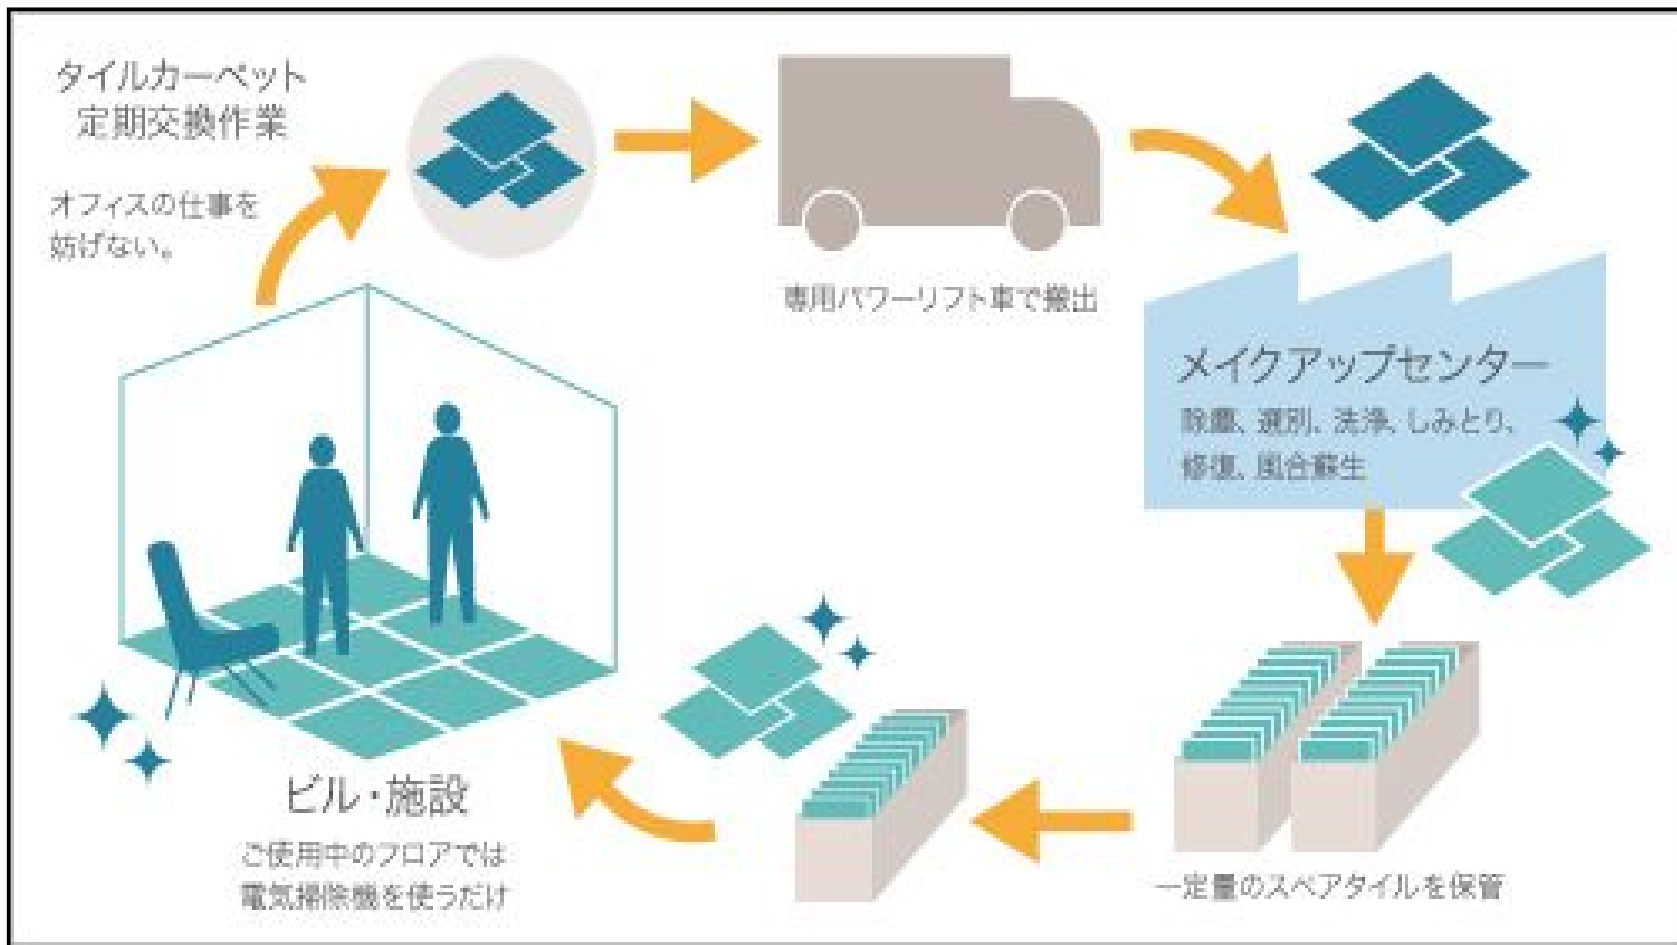 タイルカーペット
定期交換作業
オフィスの仕事を
妨げない。
専用パワーリフト車で搬出
メイクアップセンター
除塵、選別、洗浄、しみとり、
修復、風合蘇生
一定量のスペアタイルを保管
ビル・施設
ご使用中のフロアでは
電気掃除機を使うだけ